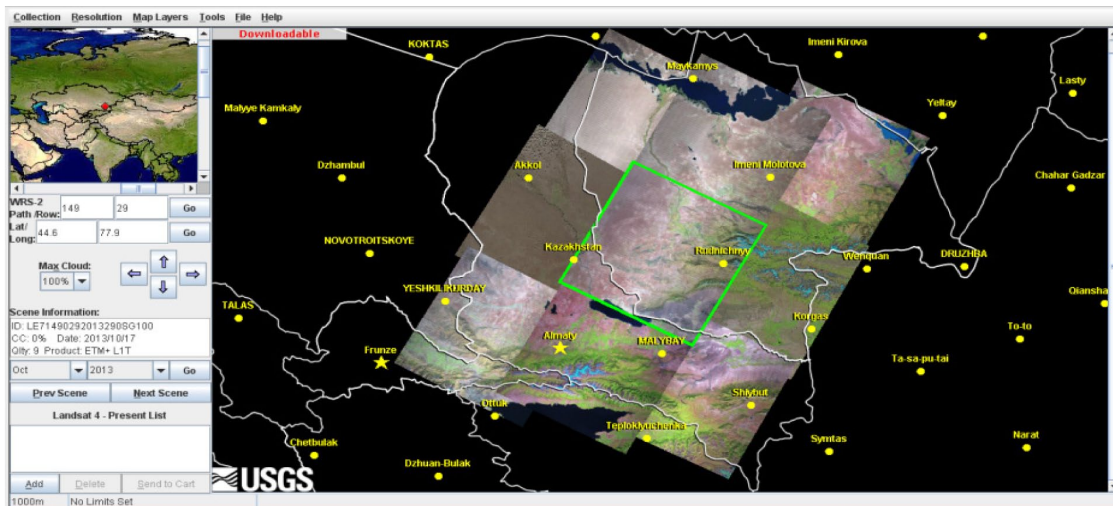 Collection Resolution Map Layers Tools File Help
Downloadable
WRS-2
Path /Row: 149 29 Go
Lat/
Long: 44.6 77.9 Go
Max Cloud:
100%
Scene Information:
ID: LE71490292013290SG100
CC: 0% Date: 2013/10/17
Qlty: 9 Product: ETM+ L1T
Oct 2013 Go
Prev Scene Next Scene
Landsat 4 - Present List
Add Delete Send to Cart
1000m No Limits Set
KOKTAS
Imeni Kirova
Maykamys
Lasty
Malyye Kamkaly
Yeltay
Dzhambul
Akkol
Imeni Molotova
Chahar Gadzar
NOVOTROITSKOYE
Kazakhstan
Rudnichnyy
Wenquan
DRUZHBA
YESHKILIKURDAY
Qiansha
TALAS
Korgas
To-to
Frunze
Almaty
MALYBAY
Ta-sa-pu-tai
Ottuk
Shlybut
Teploklyuchenka
Chetbulak
Symtas
Narat
Dzhuan-Bulak
USGS